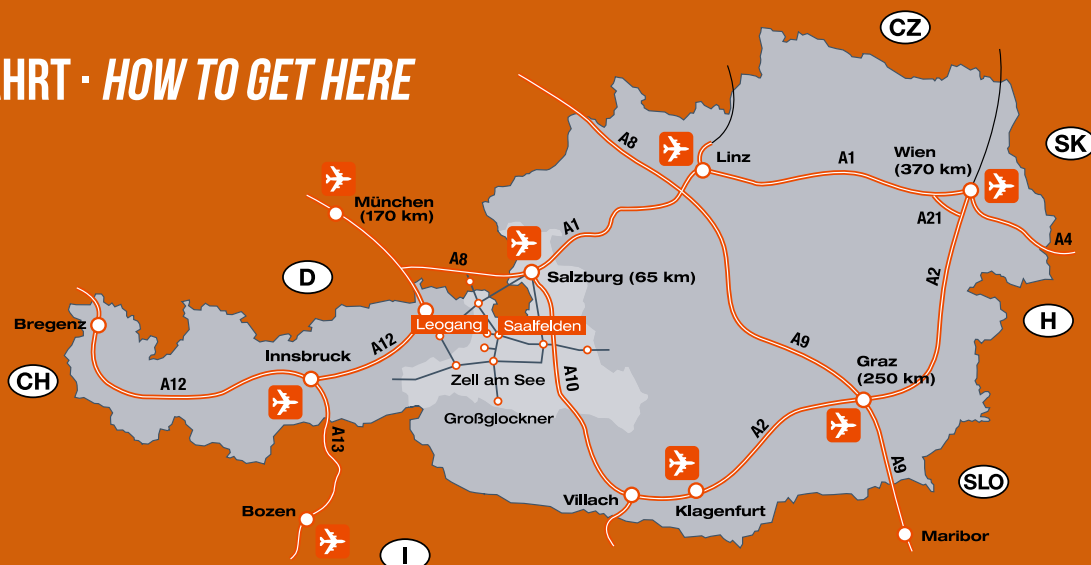 AHRT · HOW TO GET HERE
CZ
SK
A8
Linz
A1
Wien
(370 km)
A21
A4
München
(170 km)
A1
A2
D
A8
Salzburg (65 km)
H
Bregenz
Leogang
Saalfelden
Innsbruck
A12
A9
CH
A12
Zell am See
A10
Graz
(250 km)
Großglockner
A13
A2
A9
SLO
Villach
Klagenfurt
Bozen
Maribor
I